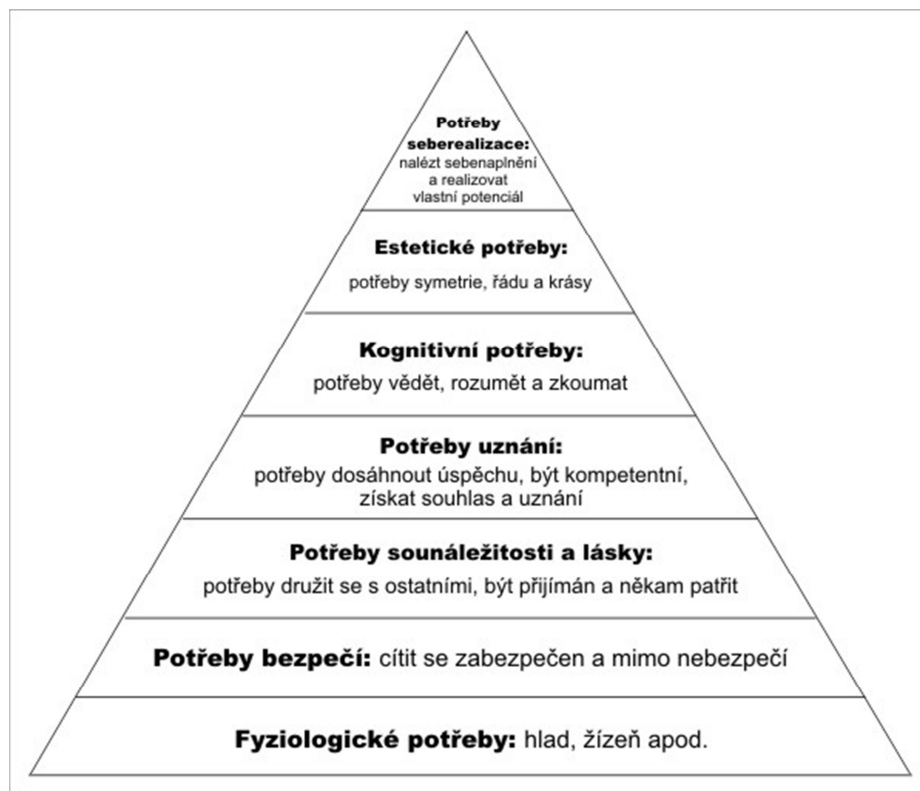 Potřeby
seberealizace:
nalézt sebenaplnění
a realizovat
vlastní potenciál
Estetické potřeby:
potřeby symetrie, řádu a krásy
Kognitivní potřeby:
potřeby vědět, rozumět a zkoumat
Potřeby uznání:
potřeby dosáhnout úspěchu, být kompetentní,
získat souhlas a uznání
Potřeby sounáležitosti a lásky:
potřeby družit se s ostatními, být přijímán a někam patřit
Potřeby bezpečí: cítit se zabezpečen a mimo nebezpečí
Fyziologické potřeby: hlad, žízeň apod.